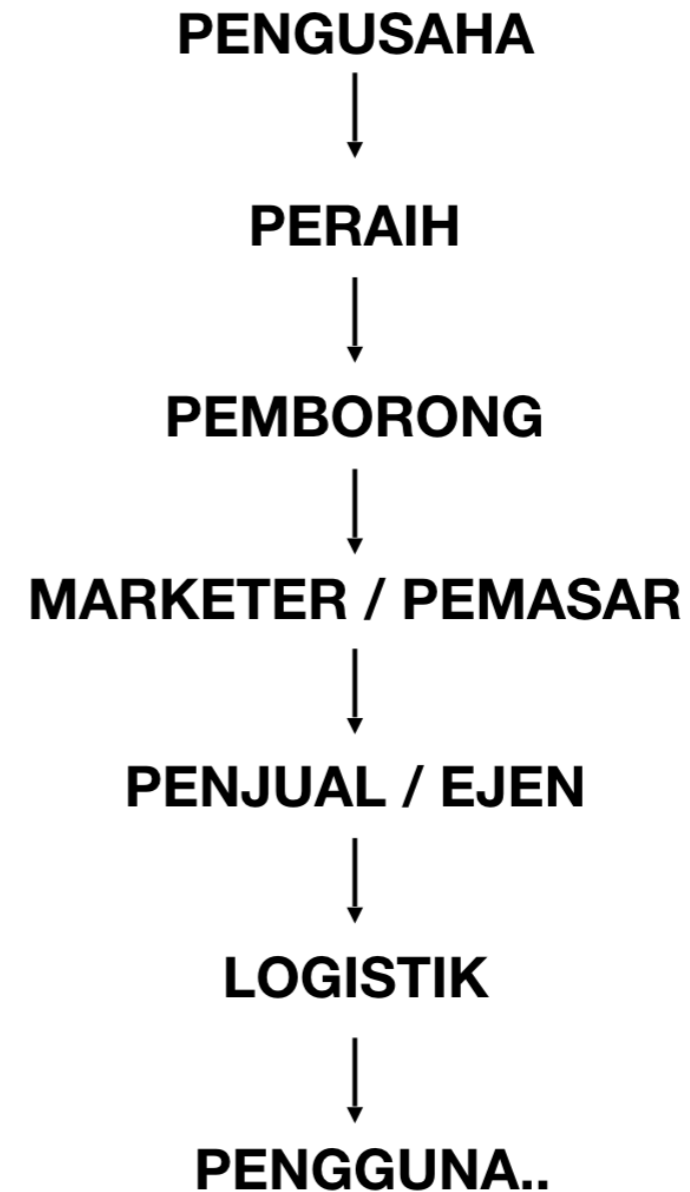 PENGUSAHA
PERAIH
PEMBORONG
MARKETER / PEMASAR
PENJUAL / EJEN
LOGISTIK
PENGGUNA..